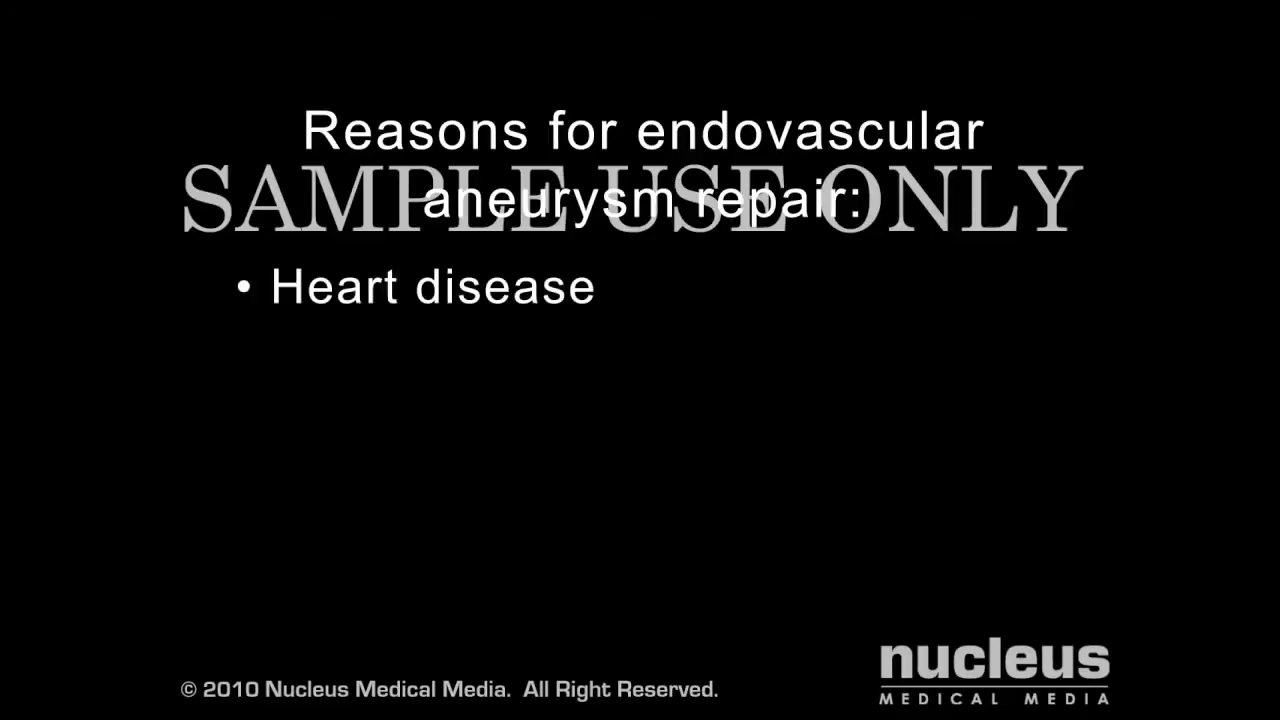 Reasons for endovascular
SAMPLE USE ONLY
aneurysm repair:
• Heart disease
nucleus
MEDICAL MEDIA
© 2010 Nucleus Medical Media. All Right Reserved.